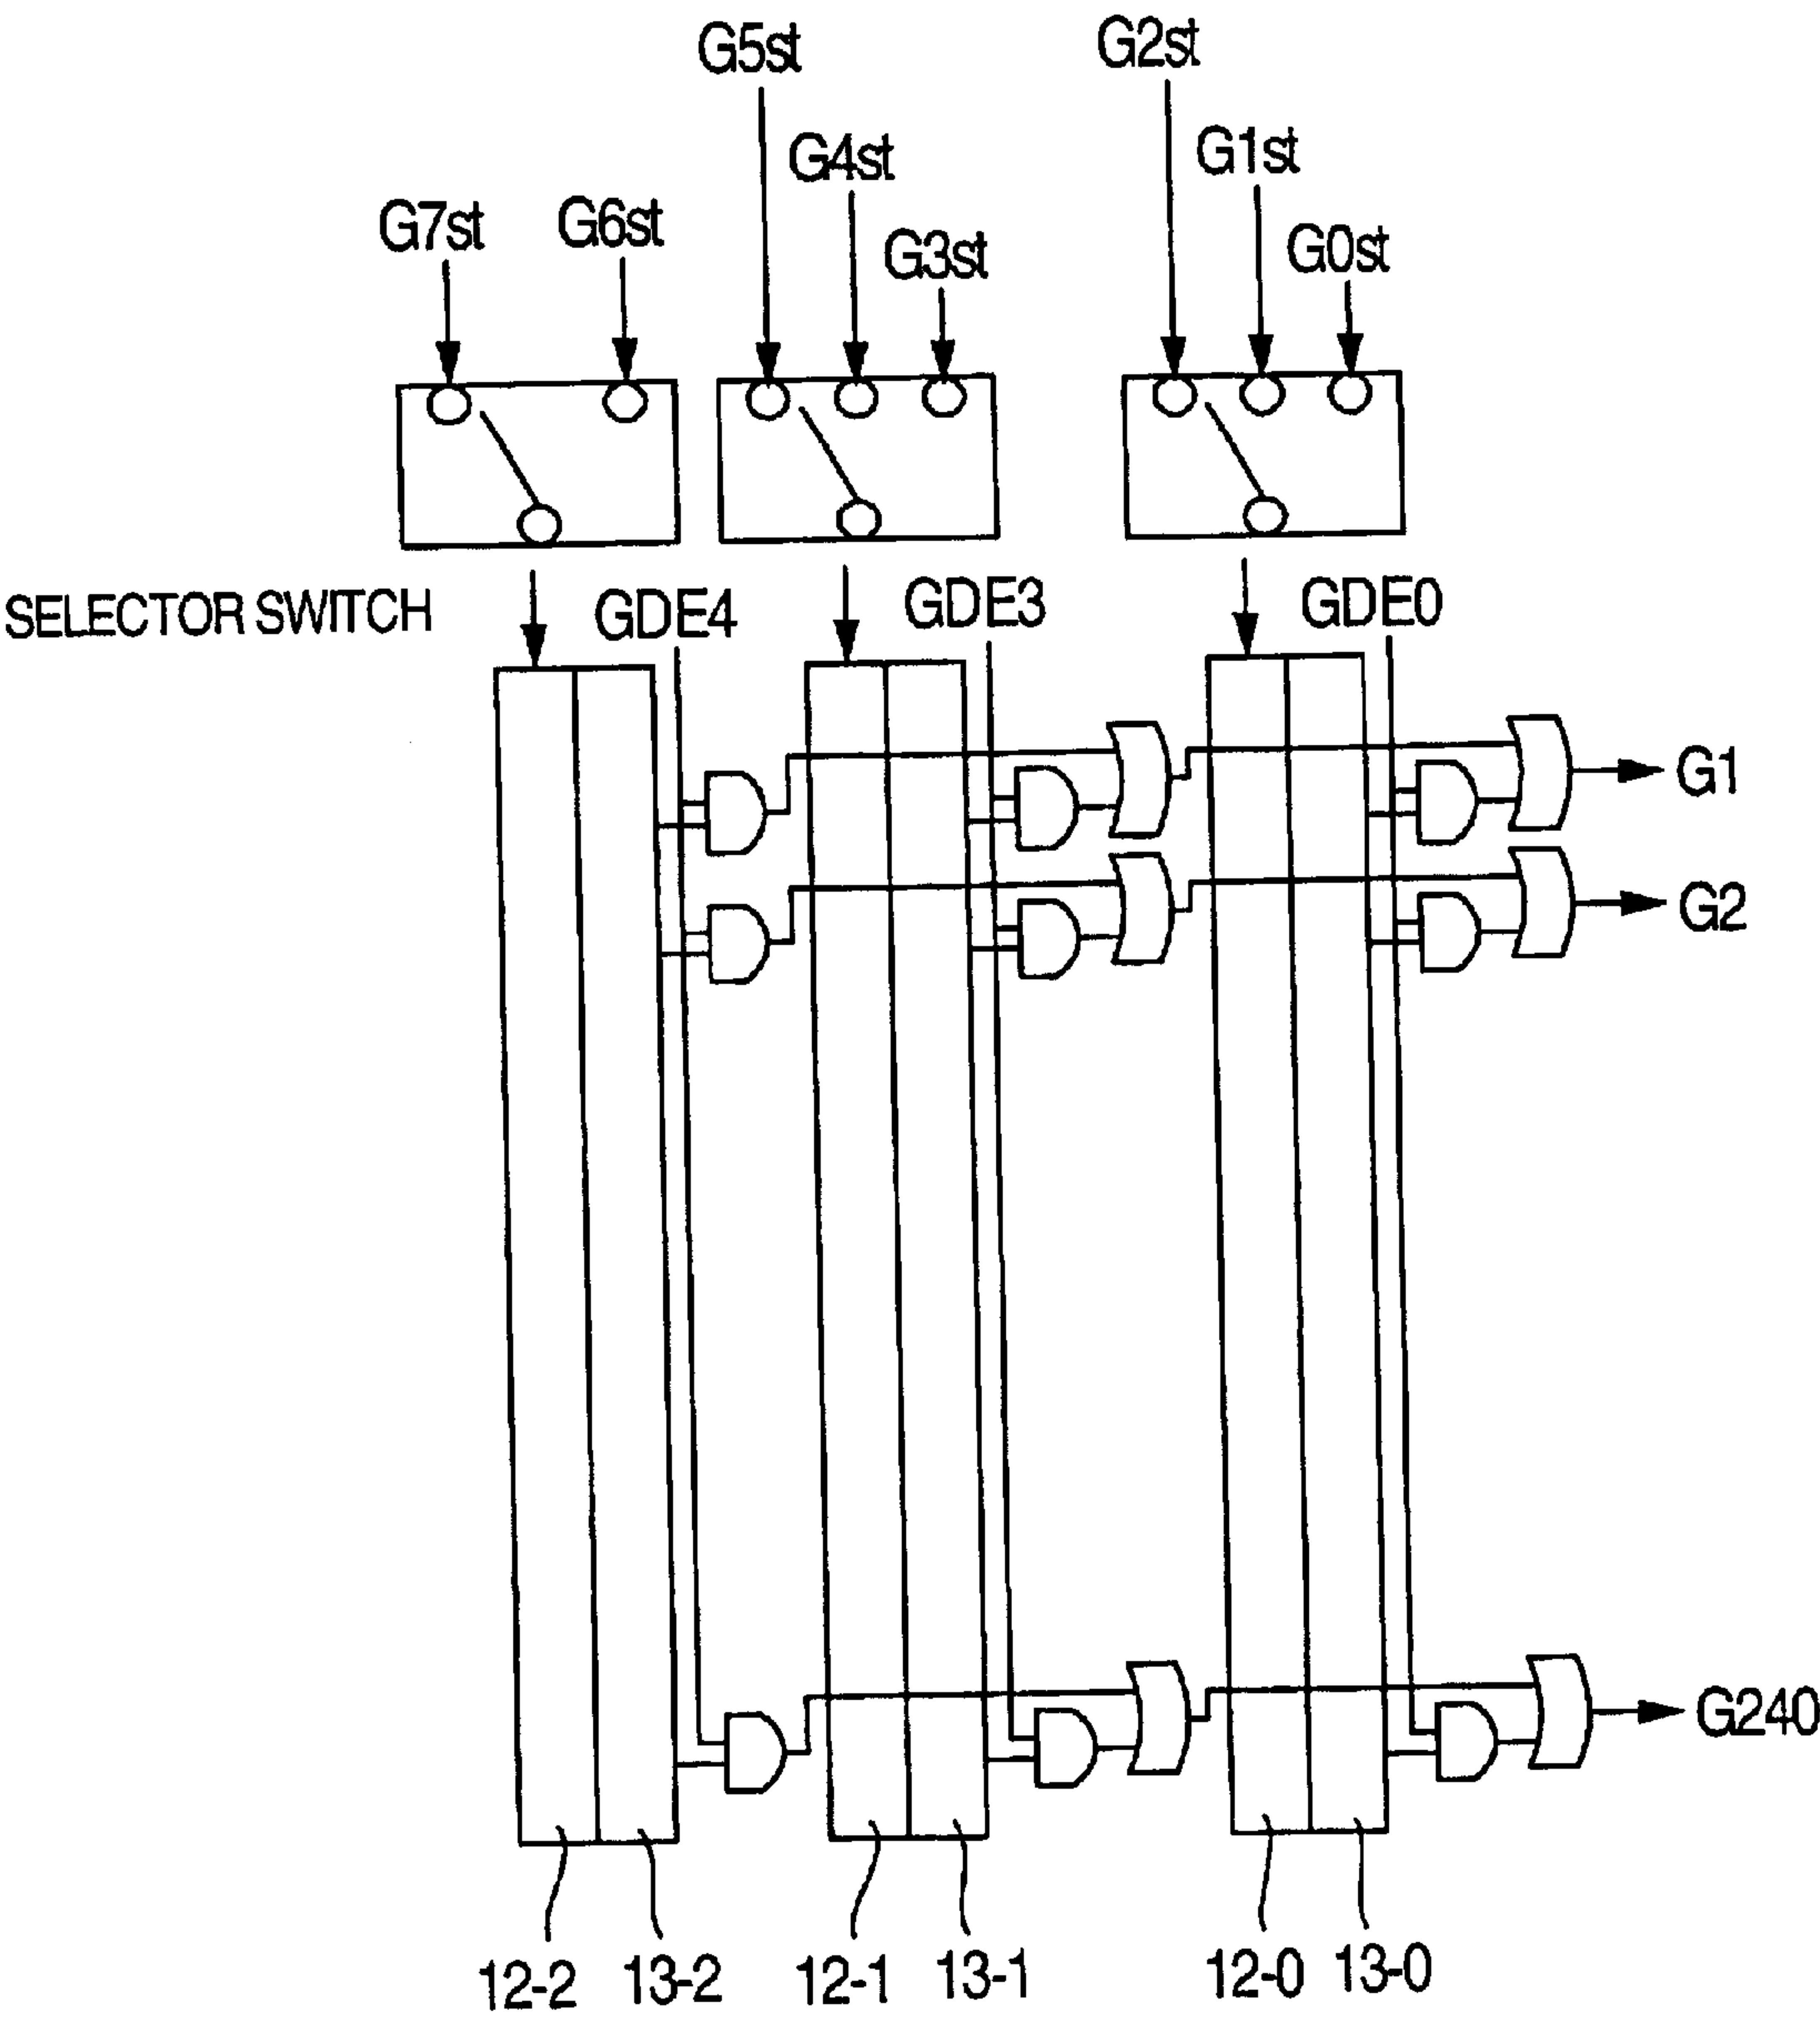 G5st
G2st
G4st
G1st
G7st
G6st
G3st
G0st
SELECTOR SWITCH
GDE4
GDE3
GDE0
G1
G2
G240
12-2
13-2
12-1
13-1
12-0
13-0